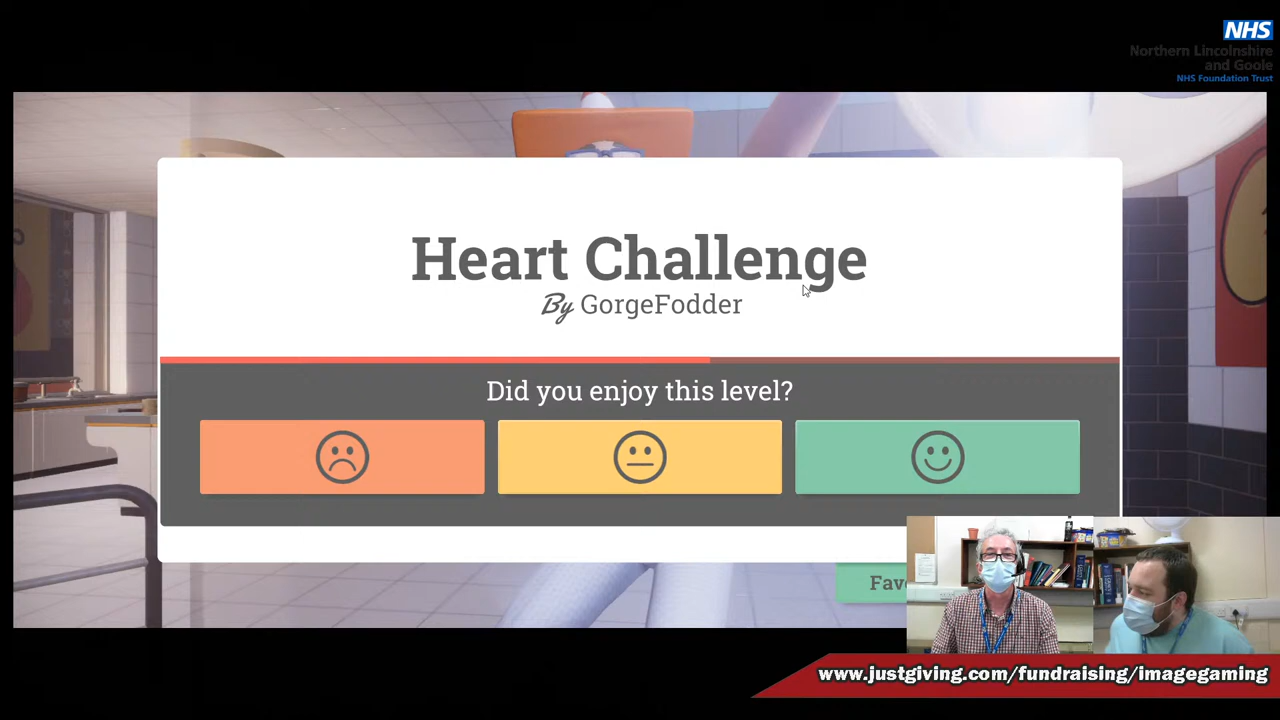 NHS
Northern Lincolnshire
and Goole
NHS Foundation Trust
Heart Challenge
By GorgeFodder
Did you enjoy this level?
www.justgiving.com/fundraising/imagegaming